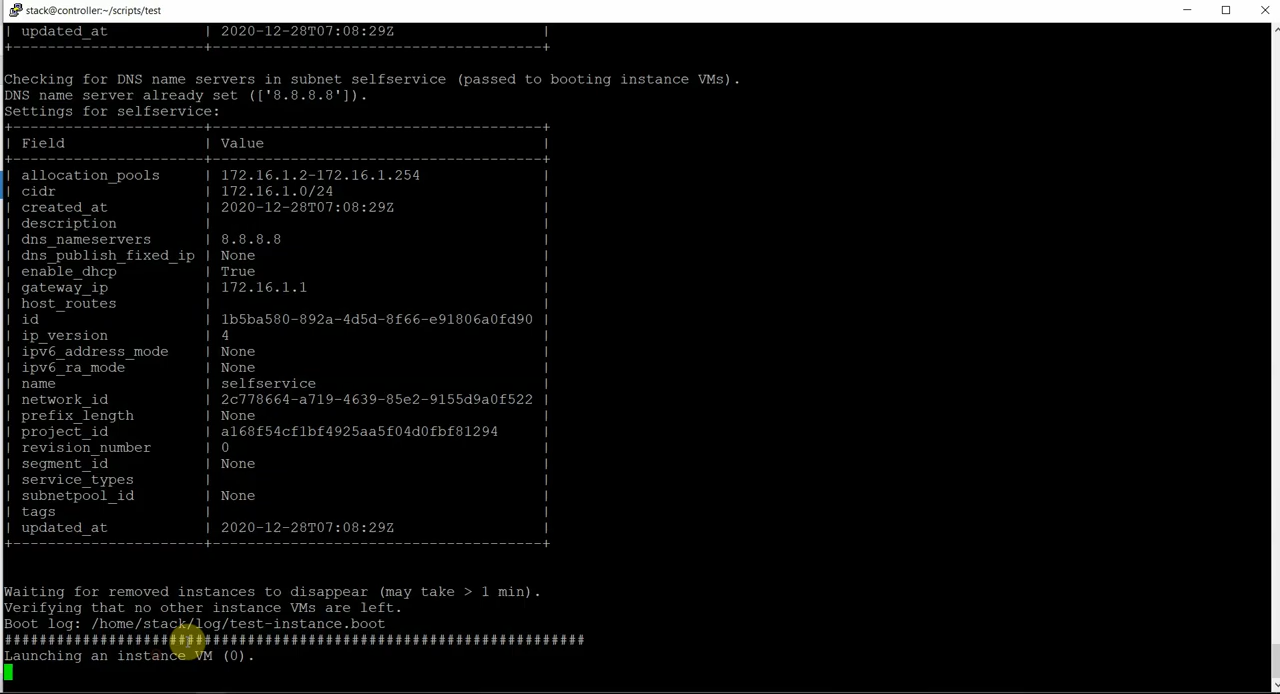 stack@controller:~/scripts/test
| updated_at | 2020-12-28T07:08:29Z |
+----------------------+---------------------------------------+
Checking for DNS name servers in subnet selfservice (passed to booting instance VMs).
DNS name server already set (['8.8.8.8']).
Settings for selfservice:
+----------------------+---------------------------------------+
| Field | Value |
+----------------------+---------------------------------------+
| allocation_pools | 172.16.1.2-172.16.1.254 |
| cidr | 172.16.1.0/24 |
| created_at | 2020-12-28T07:08:29Z |
| description | |
| dns_nameservers | 8.8.8.8 |
| dns_publish_fixed_ip | None |
| enable_dhcp | True |
| gateway_ip | 172.16.1.1 |
| host_routes | |
| id | 1b5ba580-892a-4d5d-8f66-e91806a0fd90 |
| ip_version | 4 |
| ipv6_address_mode | None |
| ipv6_ra_mode | None |
| name | selfservice |
| network_id | 2c778664-a719-4639-85e2-9155d9a0f522 |
| prefix_length | None |
| project_id | a168f54cf1bf4925aa5f04d0fbf81294 |
| revision_number | 0 |
| segment_id | None |
| service_types | |
| subnetpool_id | None |
| tags | |
| updated_at | 2020-12-28T07:08:29Z |
+----------------------+---------------------------------------+
Waiting for removed instances to disappear (may take > 1 min).
Verifying that no other instance VMs are left.
Boot log: /home/stack/log/test-instance.boot
###################################################################
Launching an instance VM (0).